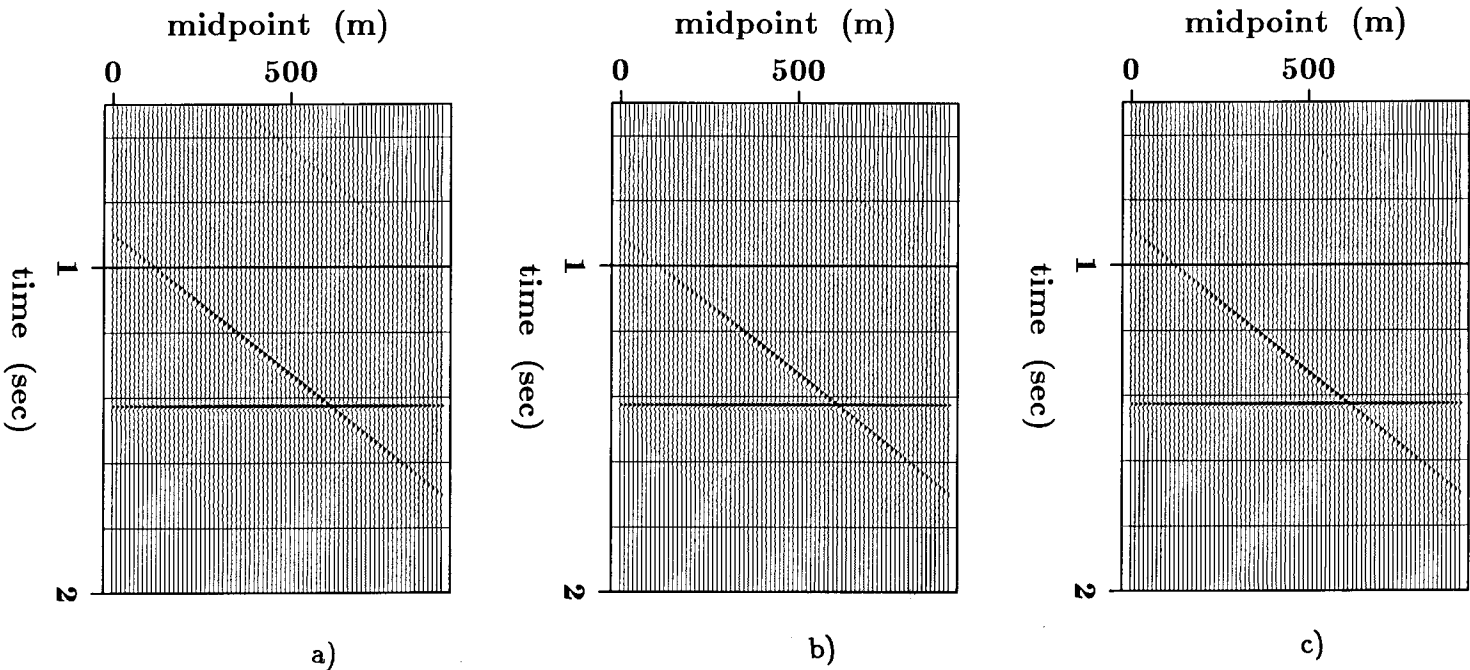 midpoint (m)
0 500
1
2
time (sec)
a)
midpoint (m)
0 500
1
2
time (sec)
b)
midpoint (m)
0 500
1
2
time (sec)
c)